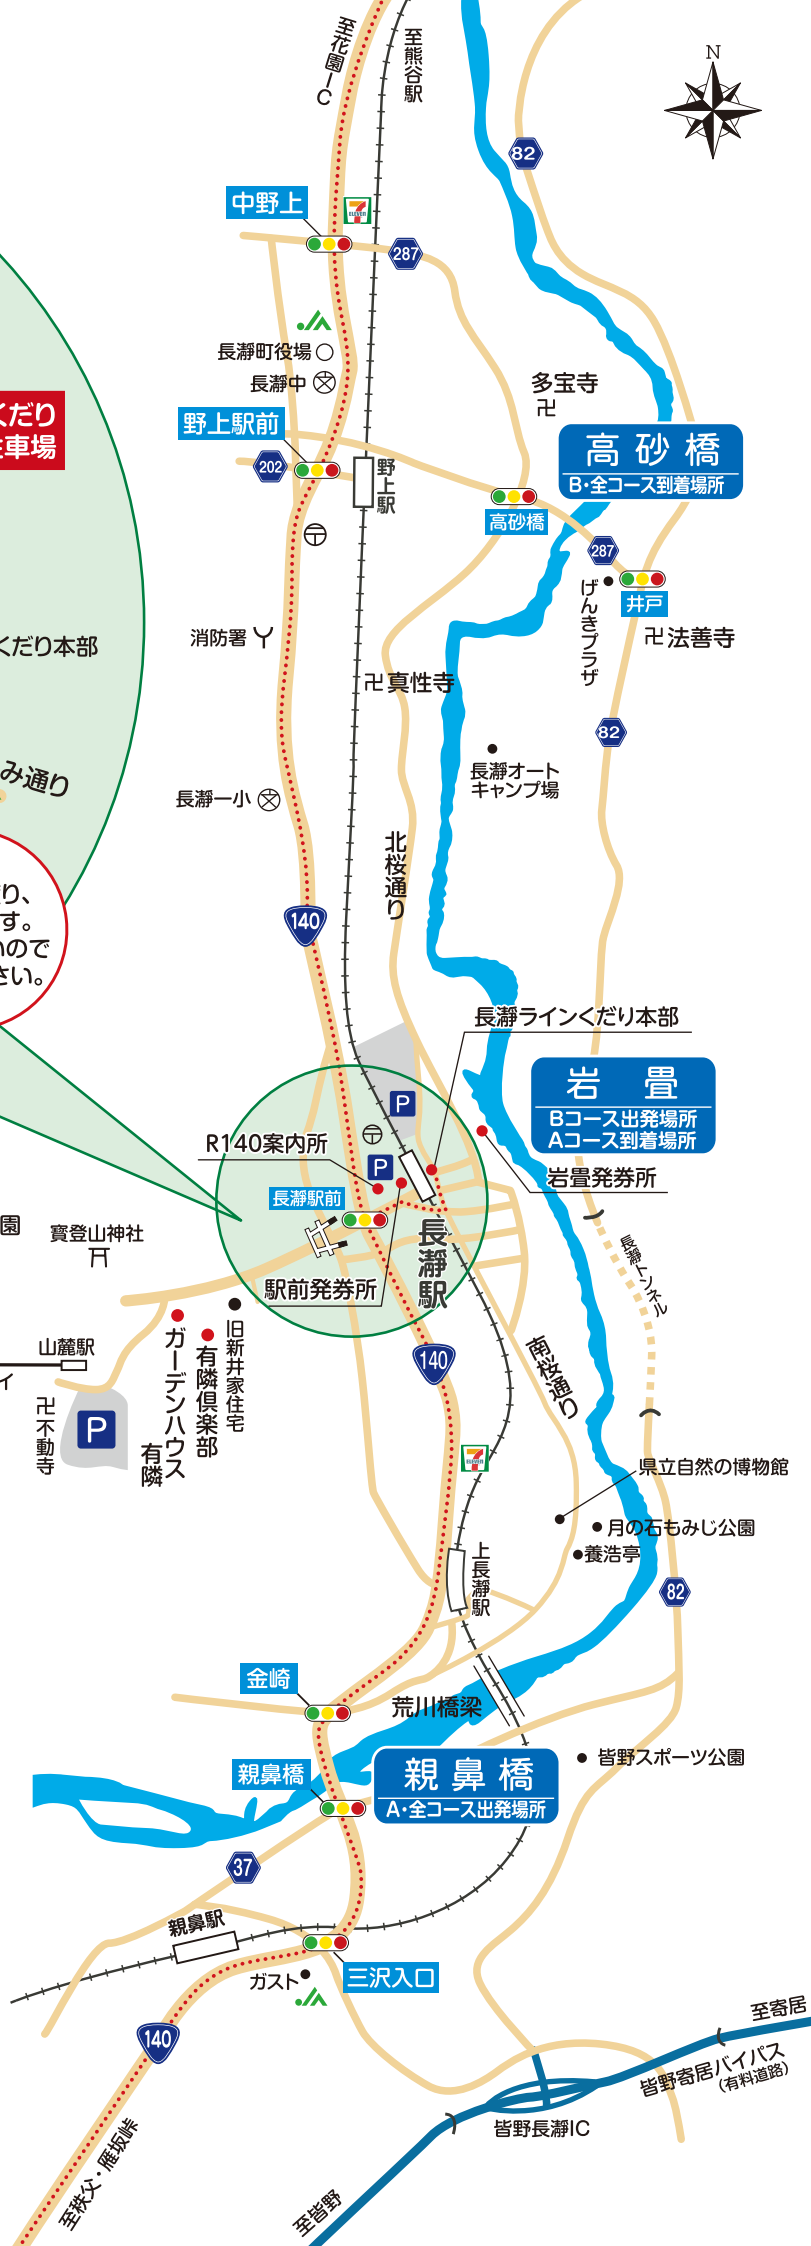 至花園IC
至熊谷駅
N
82
中野上
7
ELEVEN
287
長瀞町役場
長瀞中
多宝寺
野上駅前
高砂橋
B・全コース到着場所
くだり
車場
202
野上駅
高砂橋
287
井戸
げんきプラザ
消防署
法善寺
くだり本部
真性寺
82
長瀞オート
キャンプ場
み通り
長瀞一小
北桜通り
り、
す。
いので
さい。
140
長瀞ラインくだり本部
岩畳
Bコース出発場所
Aコース到着場所
P
R140案内所
P
岩畳発券所
長瀞駅前
園
寳登山神社
長瀞駅
長瀞トンネル
駅前発券所
山麓駅
イ
ガーデンハウス
有隣
有隣倶楽部
旧新井家住宅
140
南桜通り
不動寺
P
7
ELEVEN
県立自然の博物館
月の石もみじ公園
養浩亭
上長瀞駅
82
金崎
荒川橋梁
親鼻橋
親鼻橋
A・全コース出発場所
皆野スポーツ公園
37
親鼻駅
三沢入口
ガスト
140
至寄居
皆野寄居バイパス
(有料道路)
皆野長瀞IC
至秩父・雁坂峠
至皆野